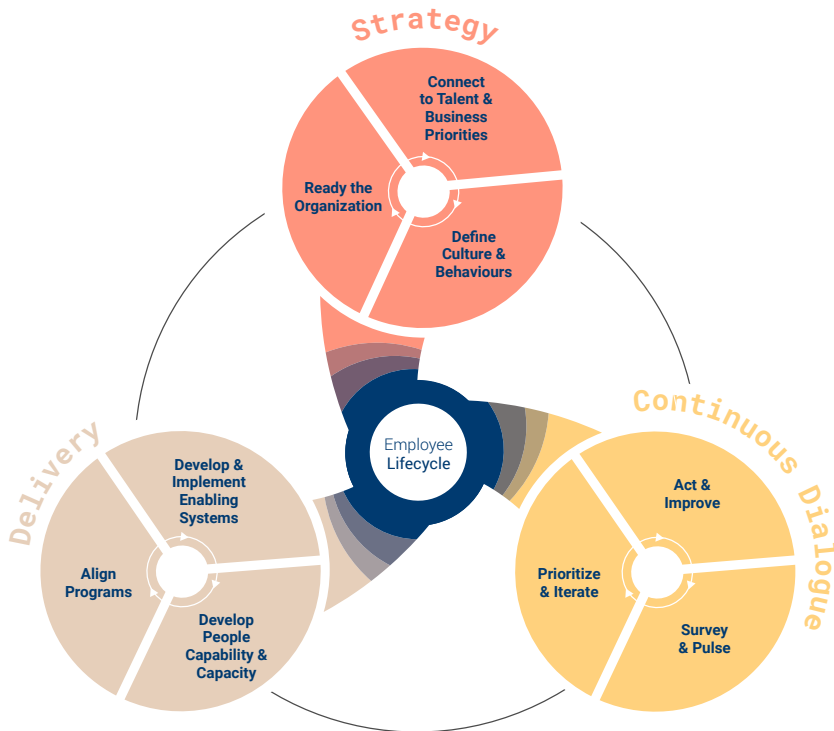 Strategy
Connect
to Talent &
Business
Priorities
Ready the
Organization
Define
Culture &
Behaviours
Employee
Lifecycle
Delivery
Develop &
Implement
Enabling
Systems
Align
Programs
Develop
People
Capability &
Capacity
Continuous Dialogue
Act &
Improve
Prioritize
& Iterate
Survey
& Pulse